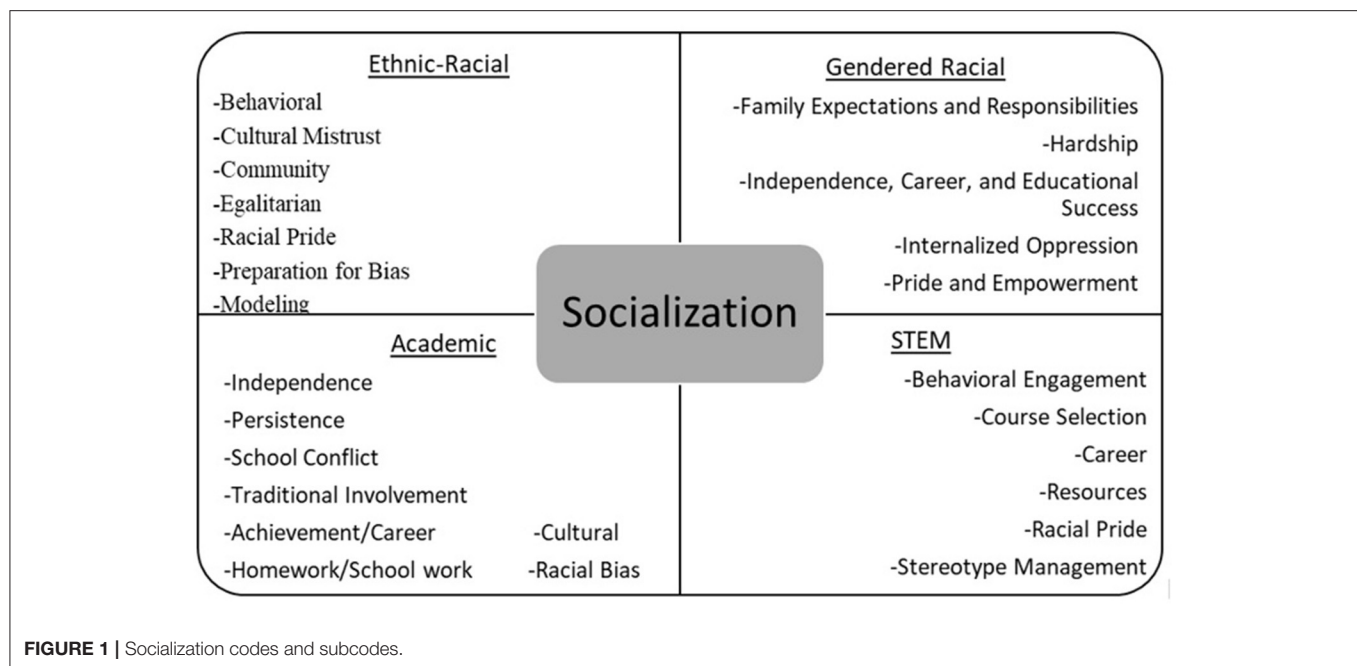 Ethnic-Racial
-Behavioral
-Cultural Mistrust
-Community
-Egalitarian
-Racial Pride
-Preparation for Bias
-Modeling
Gendered Racial
-Family Expectations and Responsibilities
-Hardship
-Independence, Career, and Educational
Success
-Internalized Oppression
-Pride and Empowerment
Socialization
Academic
-Independence
-Persistence
-School Conflict
-Traditional Involvement
-Achievement/Career -Cultural
-Homework/School work -Racial Bias
STEM
-Behavioral Engagement
-Course Selection
-Career
-Resources
-Racial Pride
-Stereotype Management
FIGURE 1 | Socialization codes and subcodes.